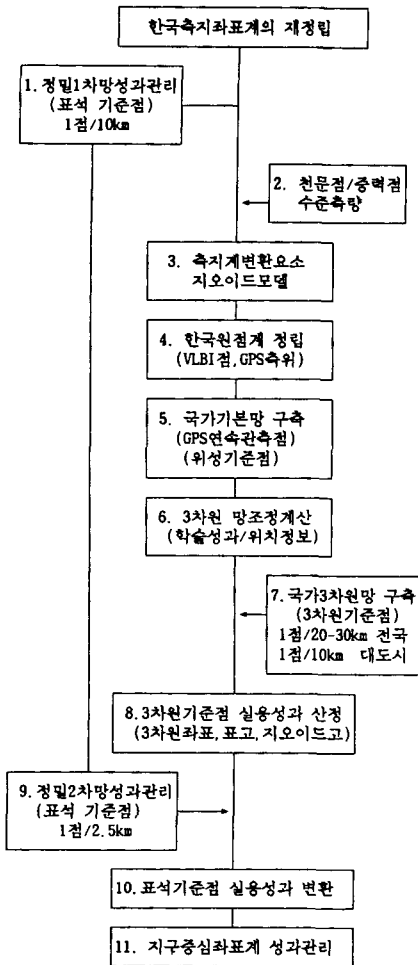 한국측지좌표계의 재정립
1.정밀1차망성과관리
(표석 기준점)
1점/10km
2. 천문점/중력점
수준측량
3. 측지계변환요소
지오이드모델
4. 한국원점계 정립
(VLBI점,GPS측위)
5. 국가기본망 구축
(GPS연속관측점)
(위성기준점)
6. 3차원 망조정계산
(학술성과/위치정보)
7.국가3차원망 구축
(3차원기준점)
1점/20-30km 전국
1점/10km 대도시
8.3차원기준점 실용성과 산정
(3차원좌표,표고,지오이드고)
9.정밀2차망성과관리
(표석 기준점)
1점/2.5km
10.표석기준점 실용성과 변환
11. 지구중심좌표계 성과관리